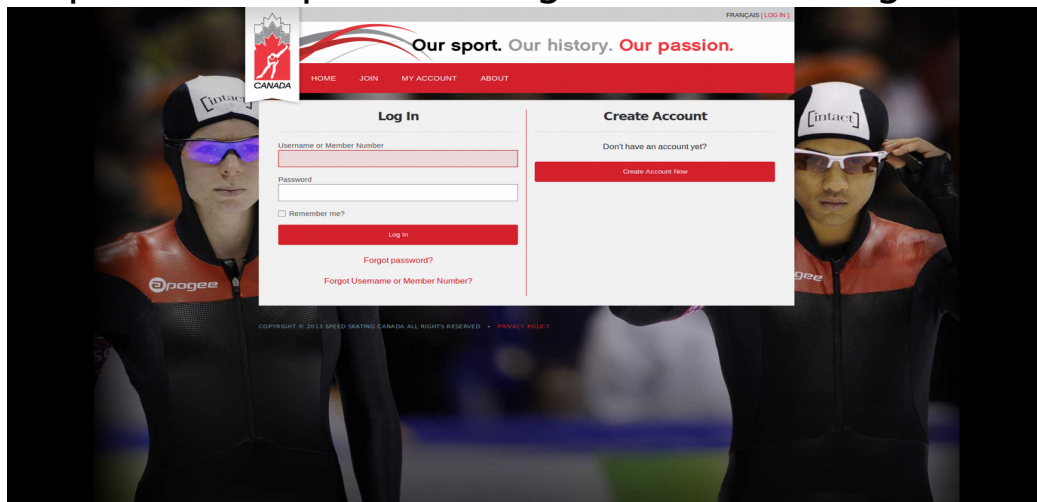 FRANÇAIS | LOG IN ]
Our sport. Our history. Our passion.
CANADA
HOME JOIN MY ACCOUNT ABOUT
Log In
Username or Member Number
Password
Remember me?
Log In
Forgot password?
Forgot Username or Member Number?
Create Account
Don't have an account yet?
Create Account Now
[intact]
[intact]
apogee
gee
COPYRIGHT © 2013 SPEED SKATING CANADA ALL RIGHTS RESERVED • PRIVACY POLICY